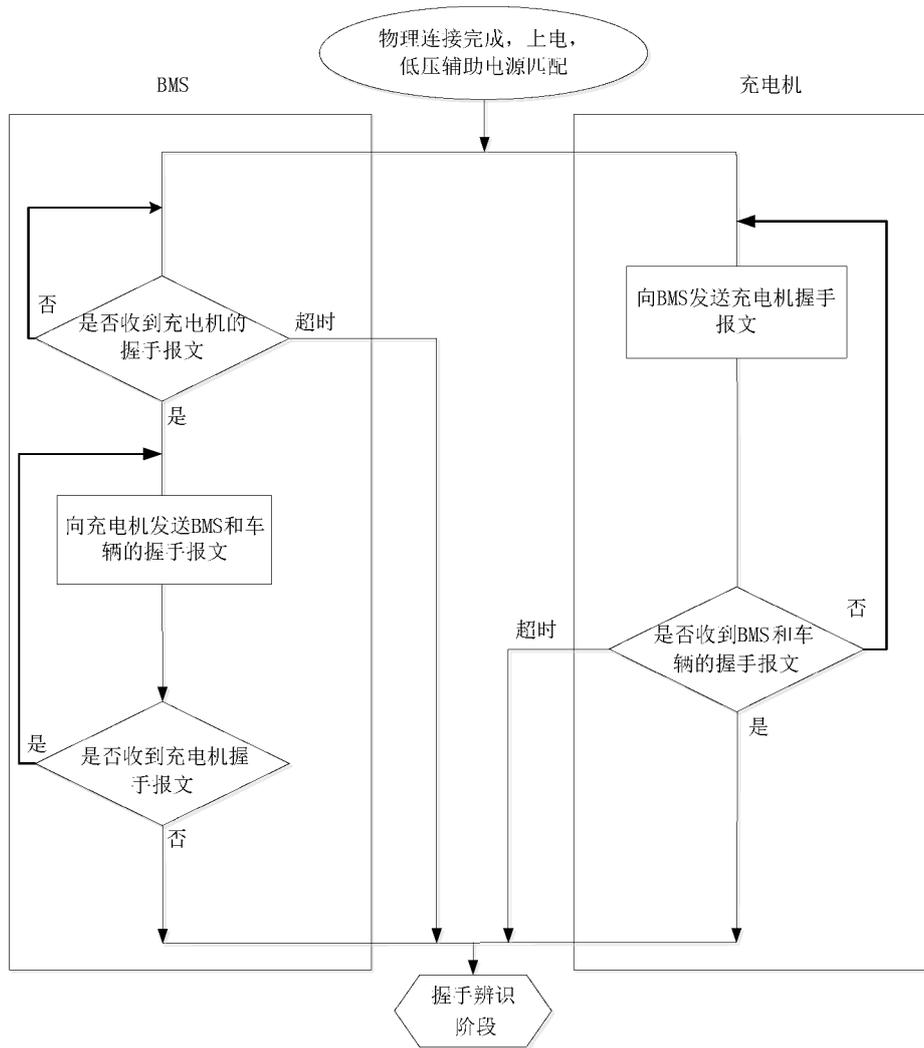 物理连接完成，上电，
低压辅助电源匹配
BMS
充电机
否
是否收到充电机的
握手报文
超时
是
向BMS发送充电机握手
报文
向充电机发送BMS和车
辆的握手报文
超时
是否收到BMS和车
辆的握手报文
否
是
是
是否收到充电机握
手报文
否
握手辨识
阶段